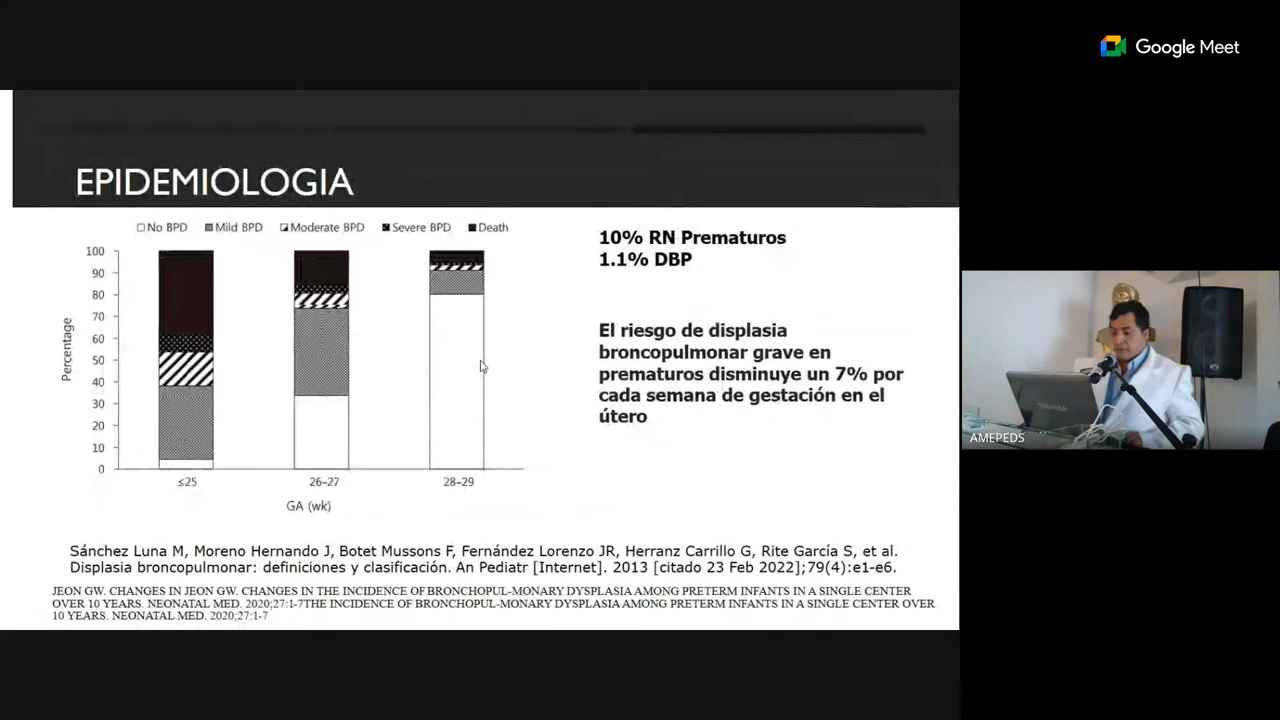 Google Meet
EPIDEMIOLOGIA
No BPD Mild BPD Moderate BPD Severe BPD Death
100
90
80
70
60
50
40
30
20
10
0
Percentage
≤25 26–27 28–29
GA (wk)
10% RN Prematuros
1.1% DBP
El riesgo de displasia
broncopulmonar grave en
prematuros disminuye un 7% por
cada semana de gestación en el
útero
Sánchez Luna M, Moreno Hernando J, Botet Mussons F, Fernández Lorenzo JR, Herranz Carrillo G, Rite García S, et al.
Displasia broncopulmonar: definiciones y clasificación. An Pediatr [Internet]. 2013 [citado 23 Feb 2022];79(4):e1-e6.
JEON GW. CHANGES IN JEON GW. CHANGES IN THE INCIDENCE OF BRONCHOPUL-MONARY DYSPLASIA AMONG PRETERM INFANTS IN A SINGLE CENTER
OVER 10 YEARS. NEONATAL MED. 2020;27:1-7THE INCIDENCE OF BRONCHOPUL-MONARY DYSPLASIA AMONG PRETERM INFANTS IN A SINGLE CENTER OVER
10 YEARS. NEONATAL MED. 2020;27:1-7
TOSHIBA
AMEPEDS